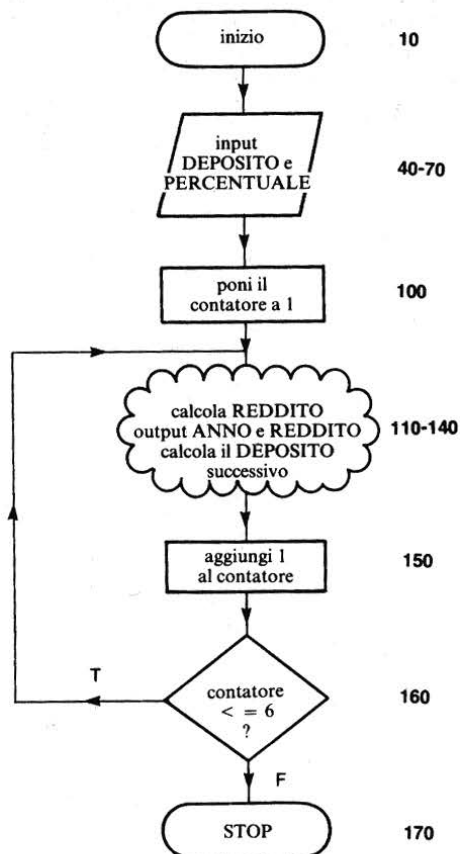 inizio
10
input
DEPOSITO e
PERCENTUALE
40-70
poni il
contatore a 1
100
calcola REDDITO
output ANNO e REDDITO
calcola il DEPOSITO
successivo
110-140
aggiungi 1
al contatore
150
T
contatore
< = 6
?
160
F
STOP
170